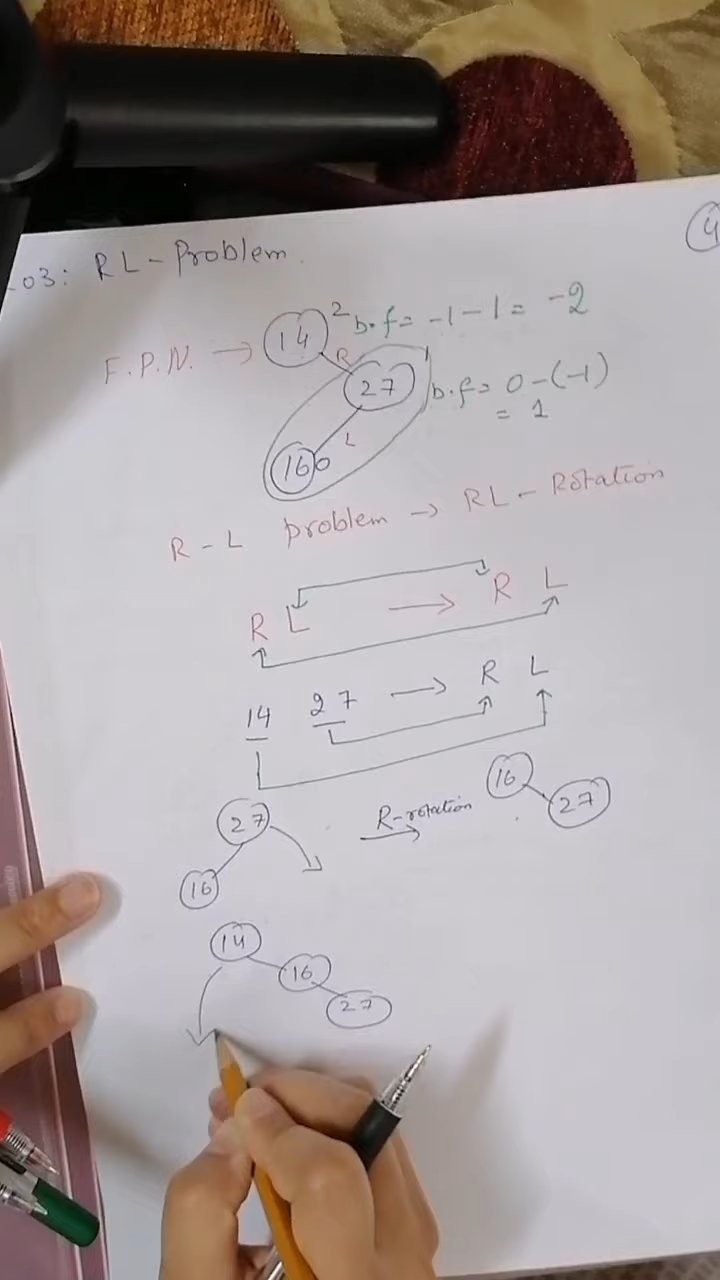 4
03: RL-Problem.
F.P.N. → 14 2 b.f = -1-1 = -2
R
27 1 b.f = 0-(-1)
= 1
L
16 0
R-L problem → RL-Rotation
R L → R L
14 27 → R L
27 R-rotation 16 27
16
14
16
27